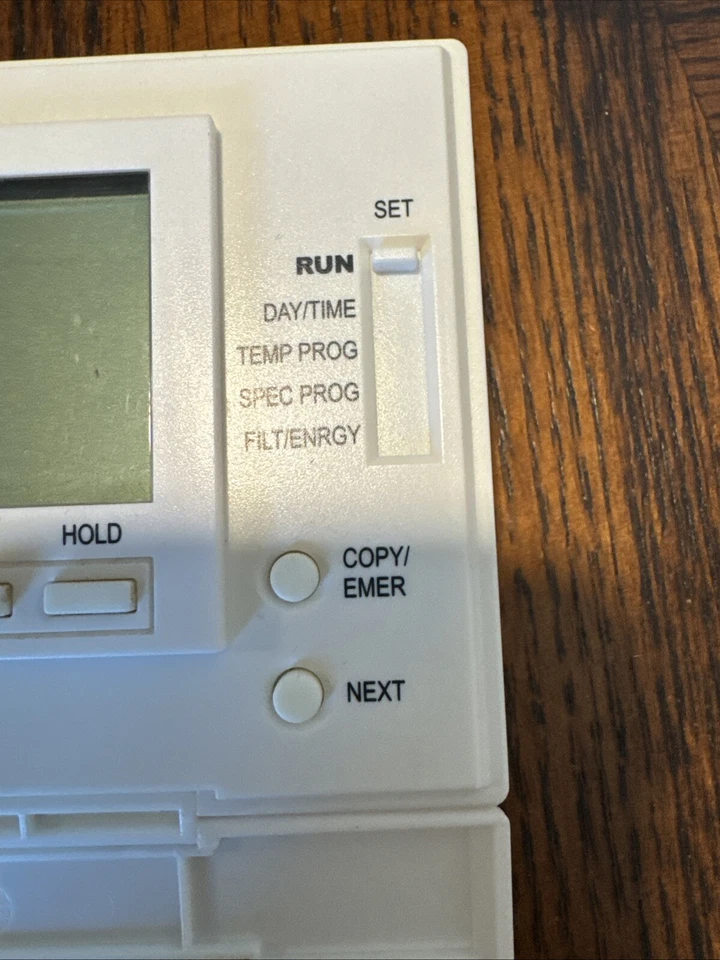 SET
RUN
DAY/TIME
TEMP PROG
SPEC PROG
FILT/ENRGY
HOLD
COPY/
EMER
NEXT